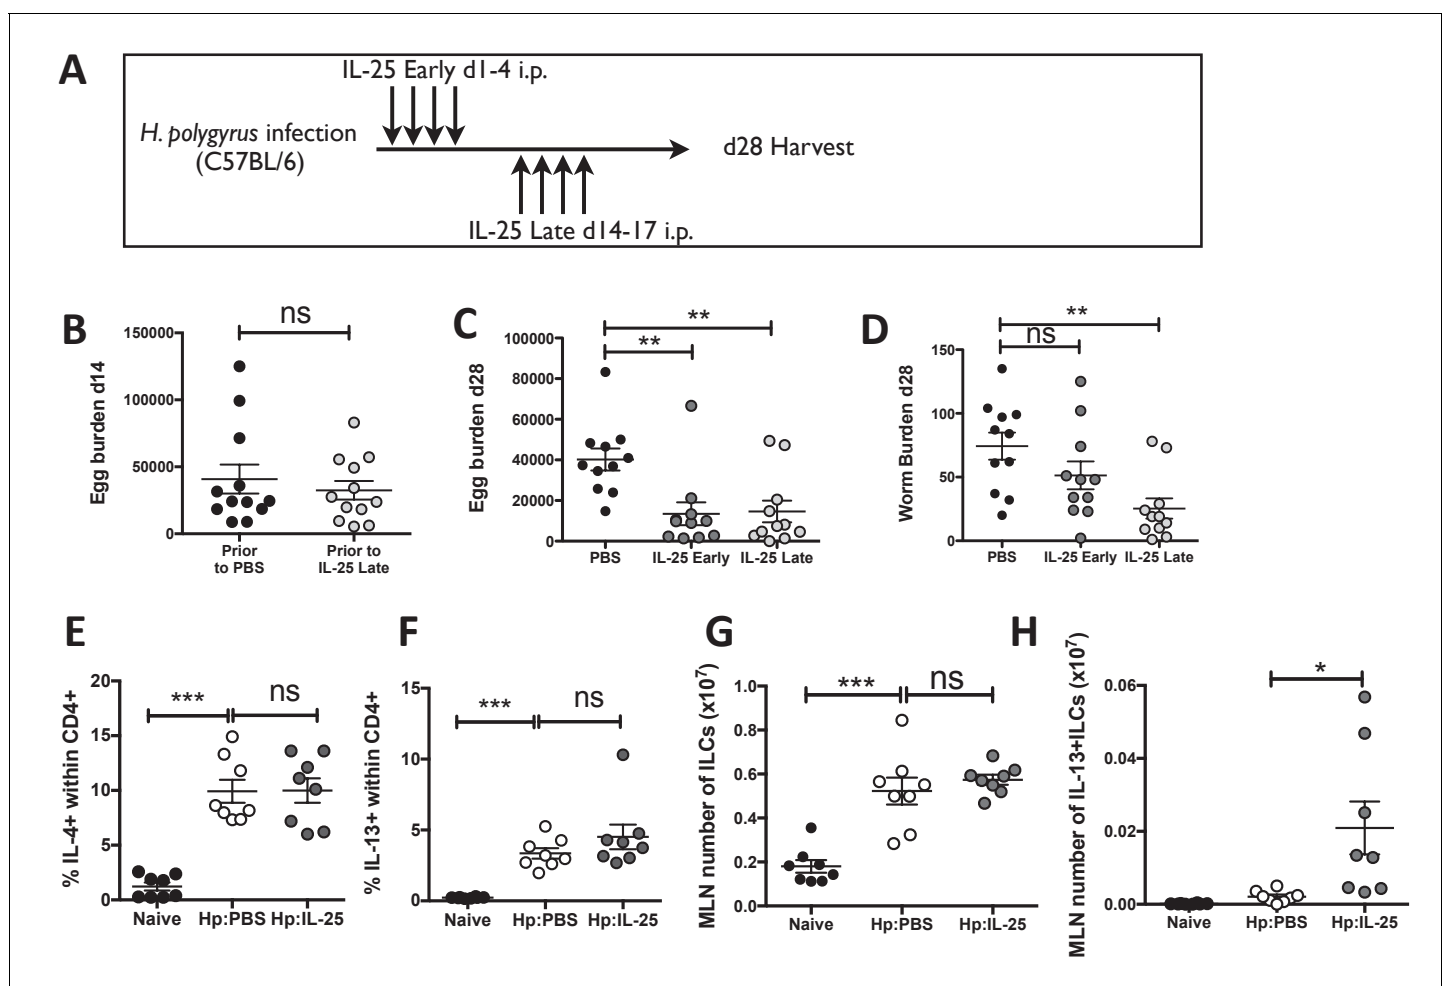 A
IL-25 Early d1-4 i.p.
H. polygyrus infection
(C57BL/6)
d28 Harvest
IL-25 Late d14-17 i.p.
B
Egg burden d14
150000
100000
50000
0
ns
Prior
to PBS
Prior to
IL-25 Late
C
Egg burden d28
100000
80000
60000
40000
20000
0
**
**
PBS
IL-25 Early
IL-25 Late
D
Worm Burden d28
150
100
50
0
**
ns
PBS
IL-25 Early
IL-25 Late
E
% IL-4+ within CD4+
20
15
10
5
0
***
ns
Naive
Hp:PBS
Hp:IL-25
F
% IL-13+ within CD4+
15
10
5
0
***
ns
Naive
Hp:PBS
Hp:IL-25
G
MLN number of ILCs (x10⁷)
1.0
0.8
0.6
0.4
0.2
0.0
***
ns
Naive
Hp:PBS
Hp:IL-25
H
MLN number of IL-13+ILCs (x10⁷)
0.06
0.04
0.02
0.00
*
Naive
Hp:PBS
Hp:IL-25